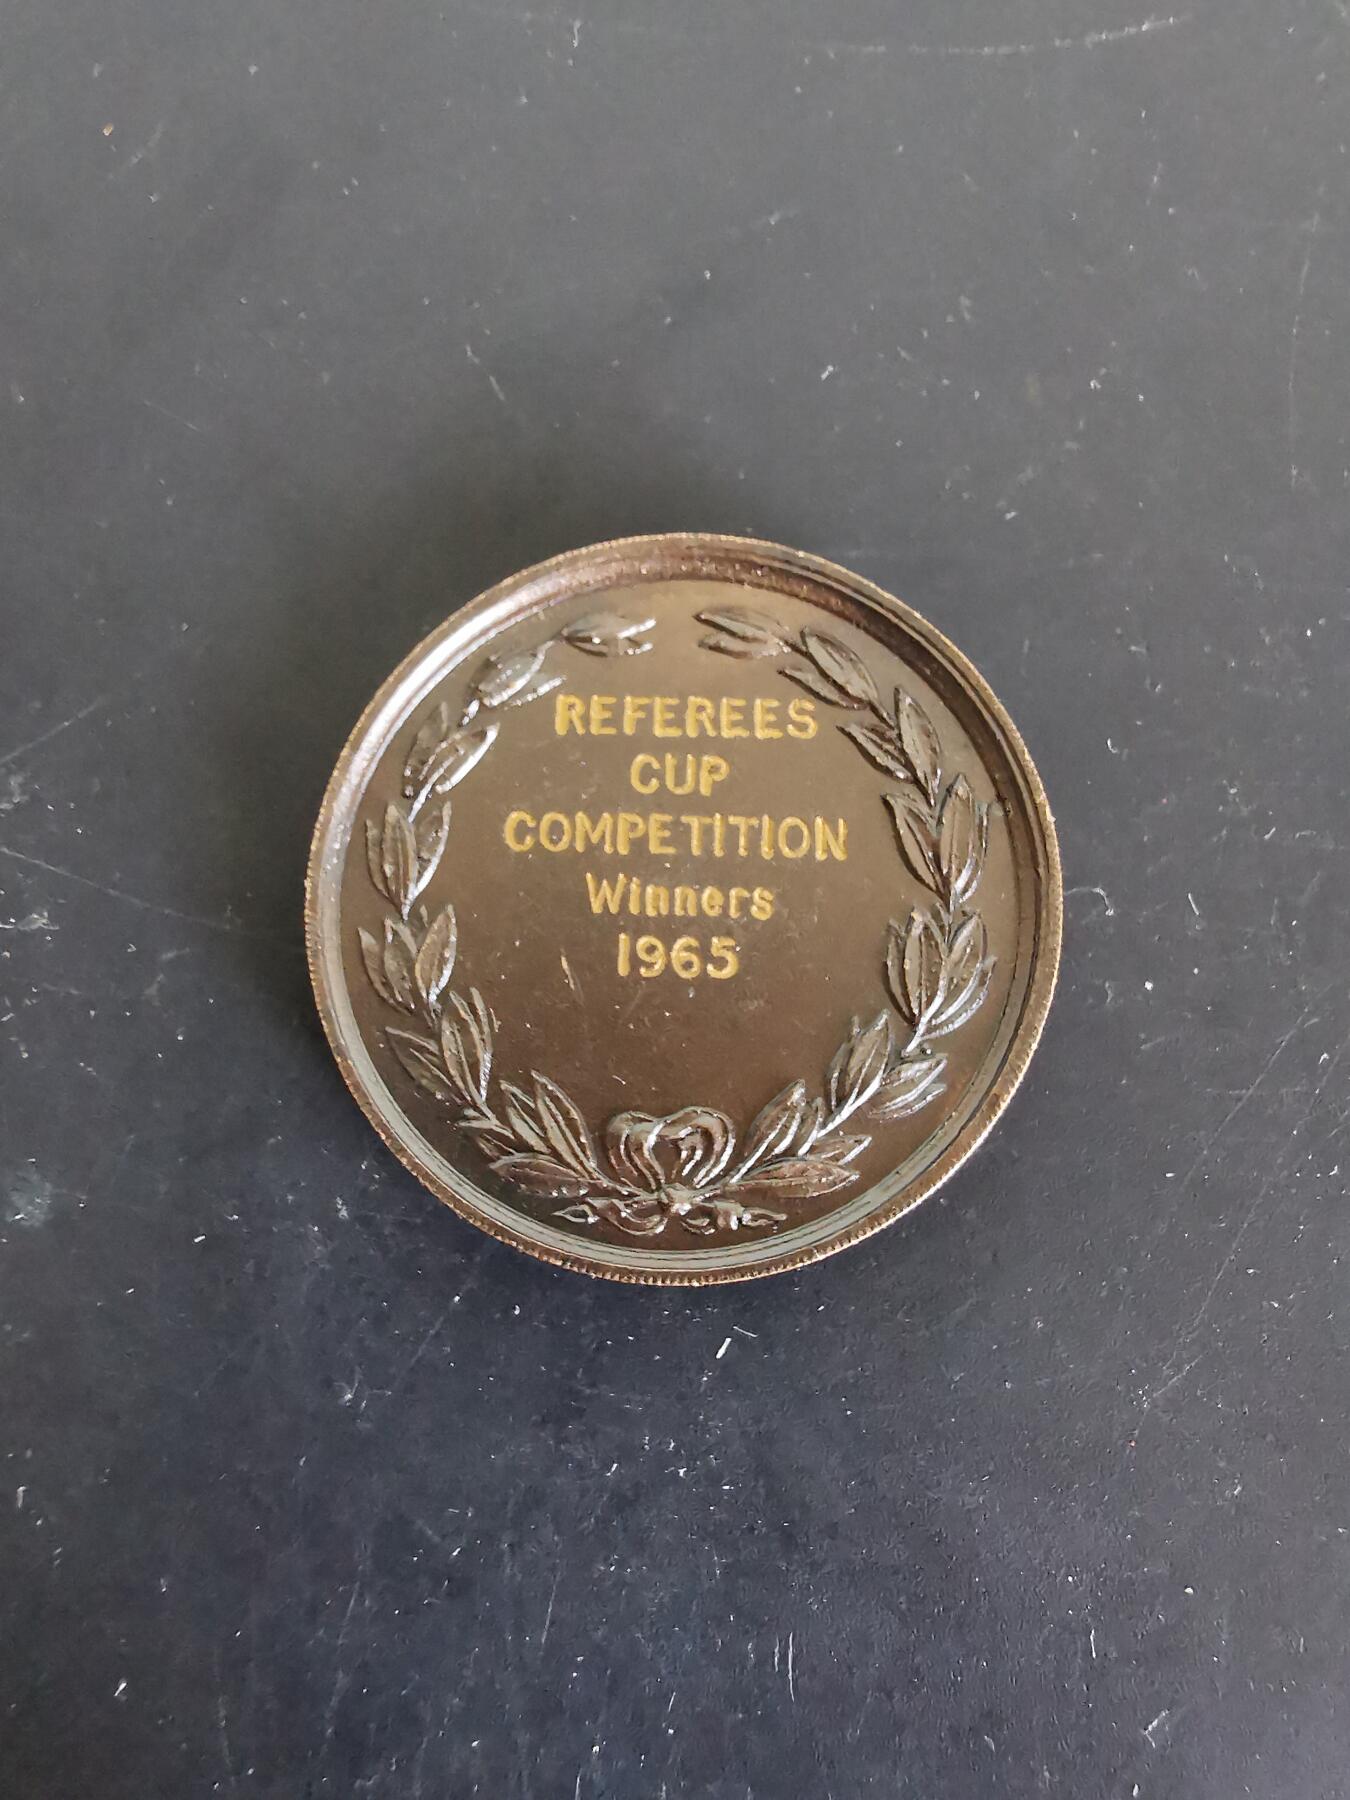 REFEREES
CUP
COMPETITION
Winners
1965